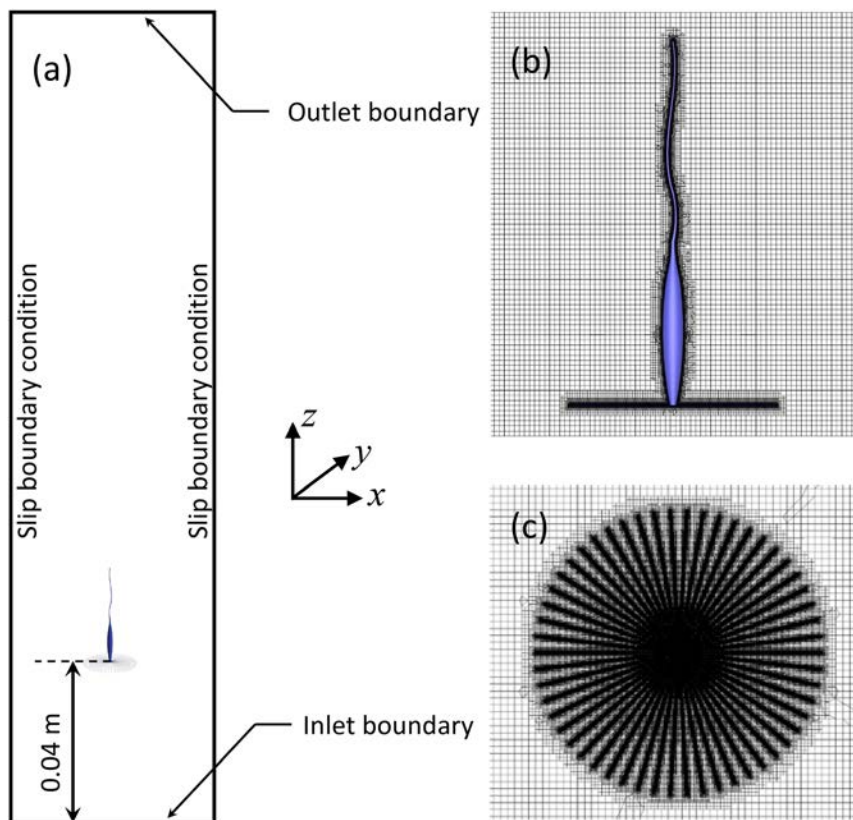 (a)
Outlet boundary
Slip boundary condition
Slip boundary condition
z
y
x
0.04 m
Inlet boundary
(b)
(c)